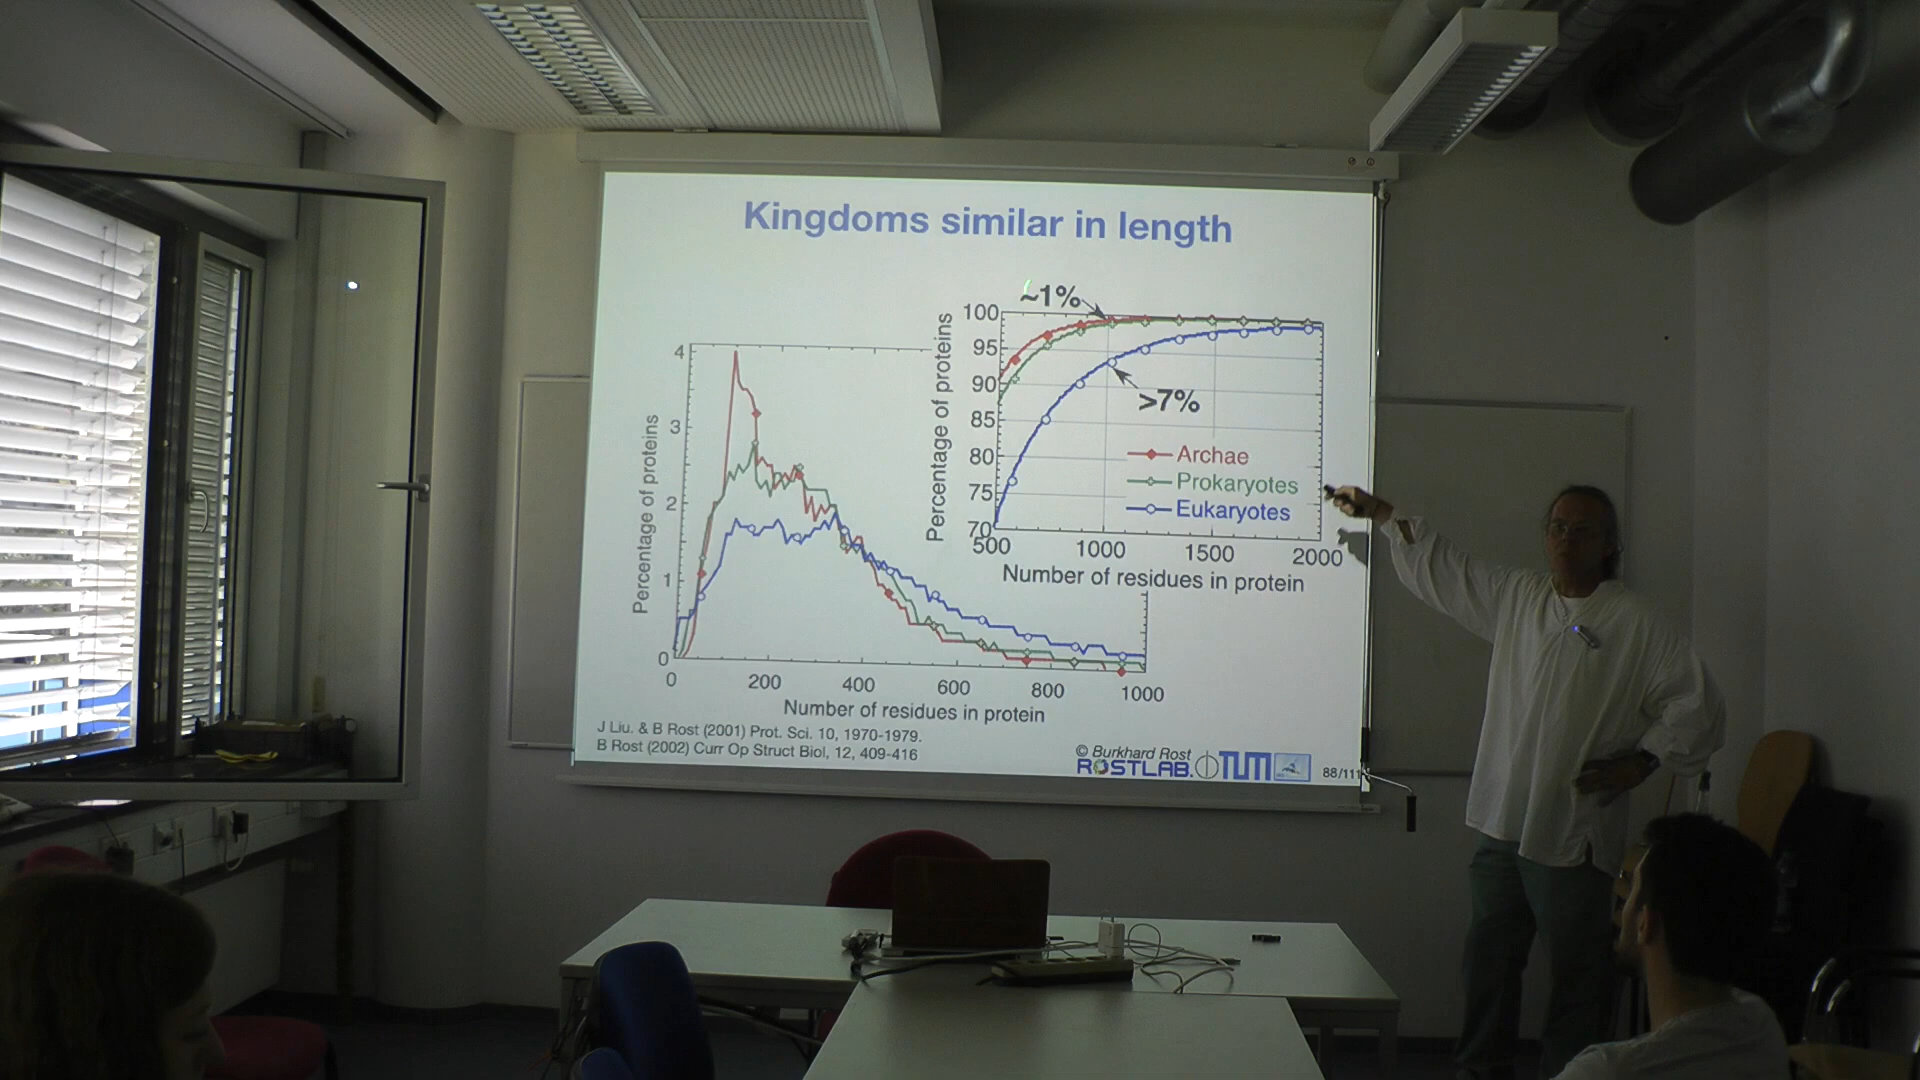 Kingdoms similar in length
~1%
100
95
90
85
80
75
70
Percentage of proteins
>7%
Archae
Prokaryotes
Eukaryotes
500 1000 1500 2000
Number of residues in protein
4
3
2
1
0
Percentage of proteins
0 200 400 600 800 1000
Number of residues in protein
J Liu. & B Rost (2001) Prot. Sci. 10, 1970-1979.
B Rost (2002) Curr Op Struct Biol, 12, 409-416
© Burkhard Rost
ROSTLAB. TUM 88/111